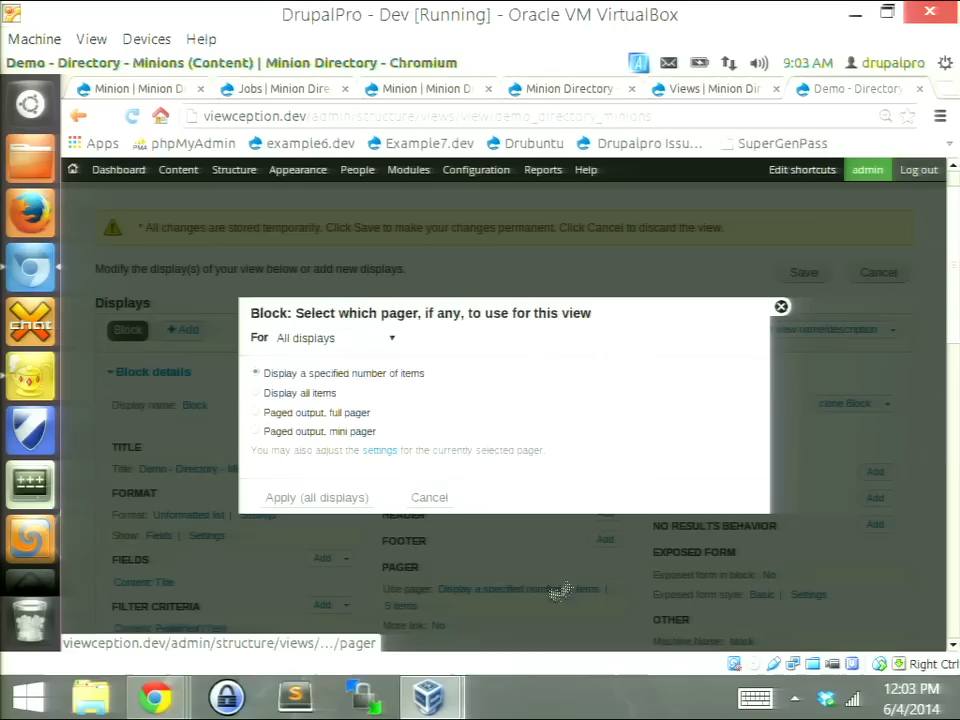 DrupalPro - Dev [Running] - Oracle VM VirtualBox
Machine View Devices Help
Demo - Directory - Minions (Content) | Minion Directory - Chromium
9:03 AM drupalpro
Minion | Minion D Jobs | Minion Dire Minion | Minion D Minion Directory Views | Minion Dir Demo - Directory
viewception.dev/admin/structure/views/view/demo_directory_minions
Apps phpMyAdmin example6.dev Example7.dev Drubuntu Drupalpro Issu... SuperGenPass
Dashboard Content Structure Appearance People Modules Configuration Reports Help Edit shortcuts admin Log out
* All changes are stored temporarily. Click Save to make your changes permanent. Click Cancel to discard the view.
Modify the display(s) of your view below or add new displays.
Save Cancel
Displays
Block Add
view name/description
Block: Select which pager, if any, to use for this view
For All displays
Display a specified number of items
Display all items
Paged output, full pager
Paged output, mini pager
You may also adjust the settings for the currently selected pager.
Apply (all displays) Cancel
Block details
Display name: Block
clone Block
TITLE
Title: Demo - Directory - Mi
Add
FORMAT
Format: Unformatted list | Settings
Show: Fields | Settings
Add
HEADER
FOOTER
Add
NO RESULTS BEHAVIOR
Add
FIELDS
Add
Content: Title
PAGER
Use pager: Display a specified number of items |
5 items
More link: No
EXPOSED FORM
Exposed form in block: No
Exposed form style: Basic | Settings
FILTER CRITERIA
Add
Content: Published (Yes)
OTHER
Machine Name: block
viewception.dev/admin/structure/views/.../pager
Right Ctrl
12:03 PM
6/4/2014